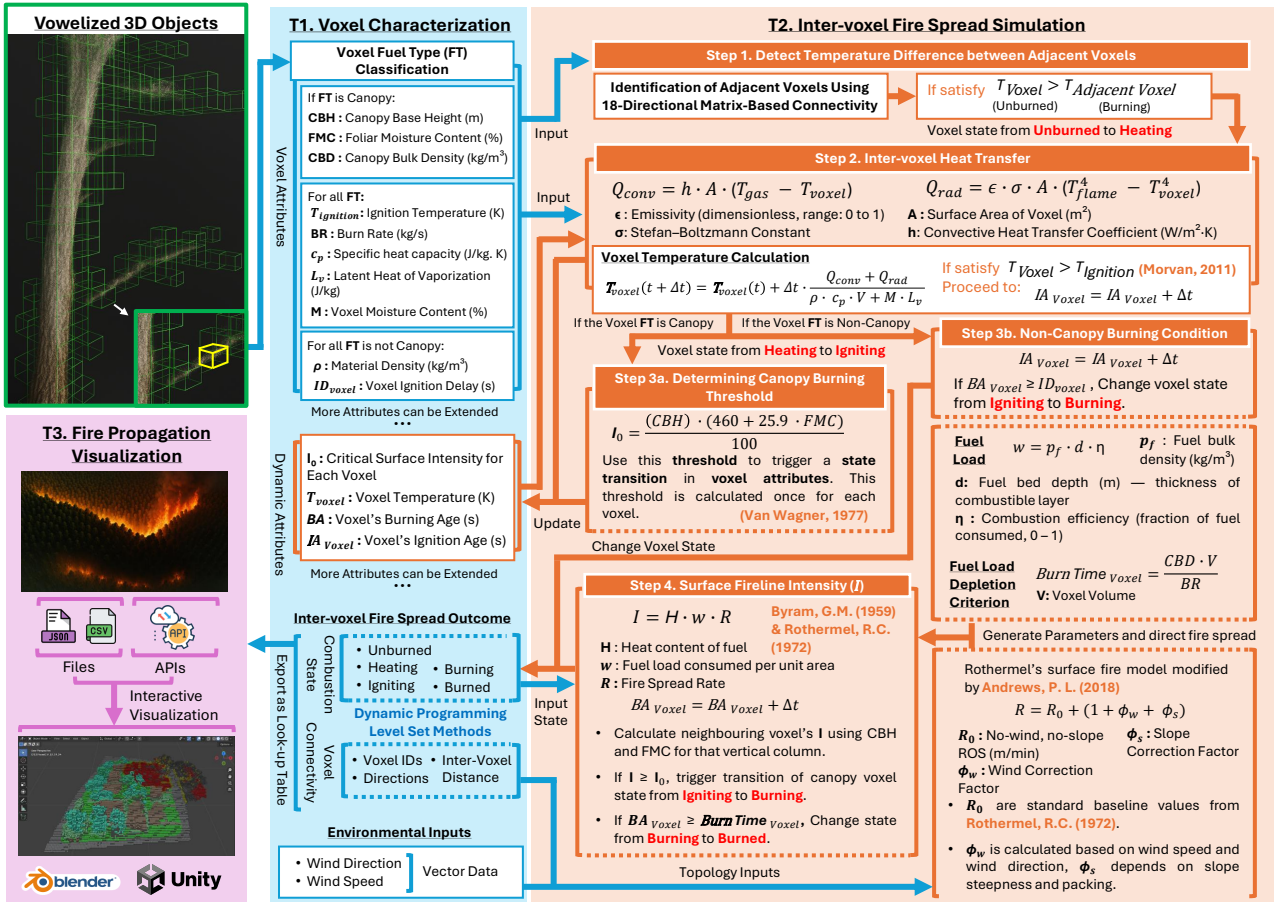 Vowelized 3D Objects
T1. Voxel Characterization
Voxel Fuel Type (FT)
Classification
If FT is Canopy:
CBH : Canopy Base Height (m)
FMC : Foliar Moisture Content (%)
CBD : Canopy Bulk Density (kg/m³)
Voxel Attributes
For all FT:
T_ignition: Ignition Temperature (K)
BR : Burn Rate (kg/s)
c_p : Specific heat capacity (J/kg. K)
L_v : Latent Heat of Vaporization
(J/kg)
M : Voxel Moisture Content (%)
For all FT is not Canopy:
ρ : Material Density (kg/m³)
ID_voxel : Voxel Ignition Delay (s)
More Attributes can be Extended
•••
Dynamic Attributes
I₀ : Critical Surface Intensity for
Each Voxel
T_voxel : Voxel Temperature (K)
BA : Voxel's Burning Age (s)
IA_Voxel : Voxel's Ignition Age (s)
More Attributes can be Extended
•••
Inter-voxel Fire Spread Outcome
Combustion
State
• Unburned
• Heating
• Igniting
• Burning
• Burned
Dynamic Programming
Level Set Methods
Voxel
Connectivity
• Voxel IDs
• Directions
• Inter-Voxel
Distance
Export as Look-up Table
Environmental Inputs
• Wind Direction
• Wind Speed
Vector Data
T2. Inter-voxel Fire Spread Simulation
Step 1. Detect Temperature Difference between Adjacent Voxels
Input
Identification of Adjacent Voxels Using
18-Directional Matrix-Based Connectivity
If satisfy T_Voxel > T_Adjacent Voxel
(Unburned) (Burning)
Voxel state from Unburned to Heating
Step 2. Inter-voxel Heat Transfer
Input
Q_conv = h · A · (T_gas − T_voxel)
Q_rad = ϵ · σ · A · (T⁴_flame − T⁴_voxel)
ϵ : Emissivity (dimensionless, range: 0 to 1)
A : Surface Area of Voxel (m²)
σ: Stefan–Boltzmann Constant
h: Convective Heat Transfer Coefficient (W/m²·K)
Voxel Temperature Calculation
T_voxel(t + Δt) = T_voxel(t) + Δt · (Q_conv + Q_rad) / (ρ · c_p · V + M · L_v)
If satisfy T_Voxel > T_Ignition (Morvan, 2011)
Proceed to: IA_Voxel = IA_Voxel + Δt
If the Voxel FT is Canopy
If the Voxel FT is Non-Canopy
Voxel state from Heating to Igniting
Step 3a. Determining Canopy Burning
Threshold
I₀ = (CBH) · (460 + 25.9 · FMC) / 100
Use this threshold to trigger a state
transition in voxel attributes. This
threshold is calculated once for each
voxel. (Van Wagner, 1977)
Update
Change Voxel State
Step 3b. Non-Canopy Burning Condition
IA_Voxel = IA_Voxel + Δt
If BA_Voxel ≥ ID_voxel , Change voxel state
from Igniting to Burning.
Fuel
Load
w = p_f · d · η
p_f : Fuel bulk
density (kg/m³)
d: Fuel bed depth (m) — thickness of
combustible layer
η : Combustion efficiency (fraction of fuel
consumed, 0 – 1)
Fuel Load
Depletion
Criterion
Burn Time_Voxel = CBD · V / BR
V: Voxel Volume
Generate Parameters and direct fire spread
Step 4. Surface Fireline Intensity (I)
I = H · w · R
Byram, G.M. (1959)
& Rothermel, R.C.
(1972)
H : Heat content of fuel
w : Fuel load consumed per unit area
R : Fire Spread Rate
BA_Voxel = BA_Voxel + Δt
• Calculate neighbouring voxel's I using CBH
and FMC for that vertical column.
• If I ≥ I₀, trigger transition of canopy voxel
state from Igniting to Burning.
• If BA_Voxel ≥ Burn Time_Voxel, Change state
from Burning to Burned.
Input
State
Topology Inputs
Rothermel's surface fire model modified
by Andrews, P. L. (2018)
R = R₀ + (1 + ϕ_w + ϕ_s)
R₀ : No-wind, no-slope
ROS (m/min)
ϕ_s : Slope
Correction Factor
ϕ_w : Wind Correction
Factor
• R₀ are standard baseline values from
Rothermel, R.C. (1972).
• ϕ_w is calculated based on wind speed and
wind direction, ϕ_s depends on slope
steepness and packing.
T3. Fire Propagation
Visualization
JSON
CSV
API
Files
APIs
Interactive
Visualization
blender
Unity